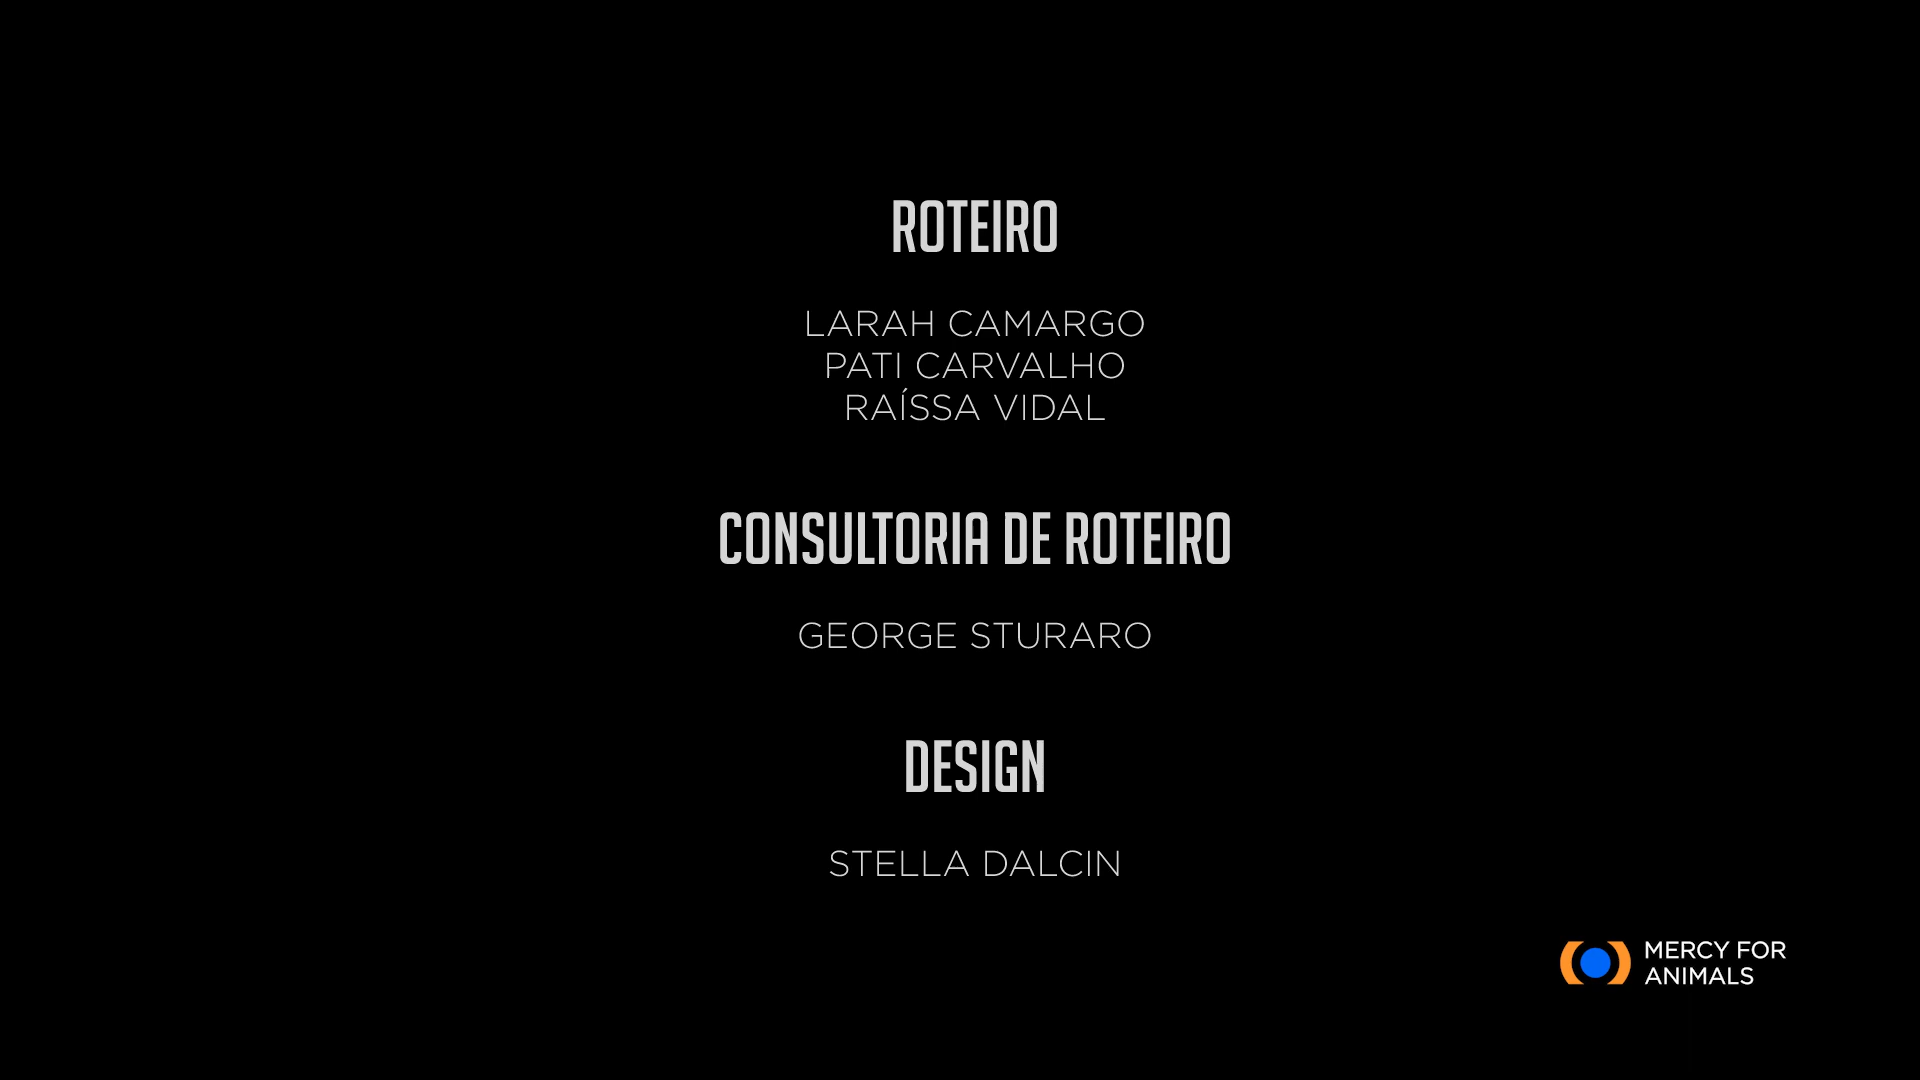 ROTEIRO
LARAH CAMARGO
PATI CARVALHO
RAÍSSA VIDAL
CONSULTORIA DE ROTEIRO
GEORGE STURARO
DESIGN
STELLA DALCIN
MERCY FOR
ANIMALS